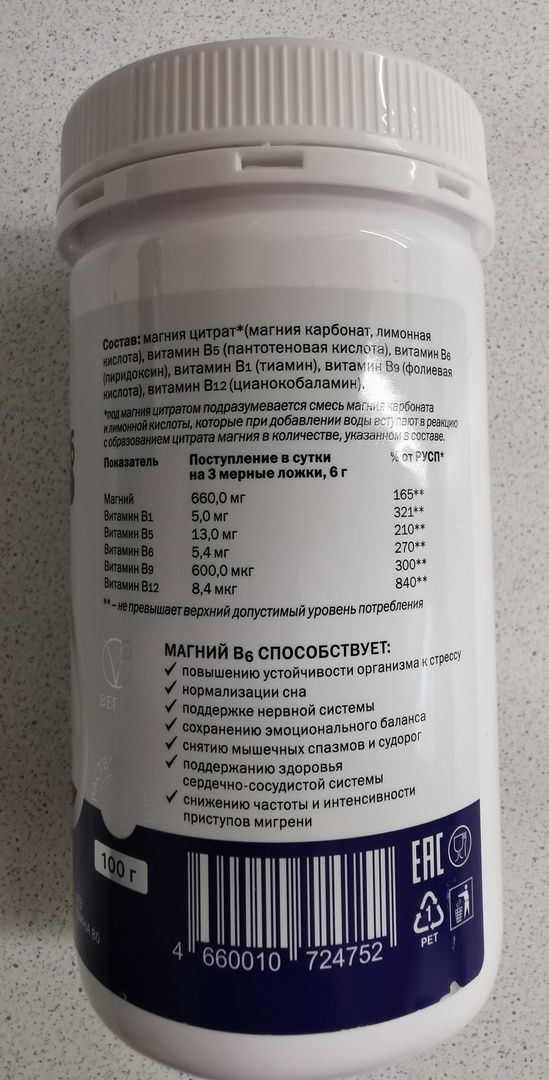 Состав: магния цитрат*(магния карбонат, лимонная
кислота), витамин B5 (пантотеновая кислота), витамин B6
(пиридоксин), витамин B1 (тиамин), витамин B9 (фолиевая
кислота), витамин B12 (цианокобаламин).
*под магния цитратом подразумевается смесь магния карбоната
и лимонной кислоты, которые при добавлении воды вступают в реакцию
с образованием цитрата магния в количестве, указанном в составе.
Показатель Поступление в сутки на 3 мерные ложки, 6 г % от РУСП*
Магний 660,0 мг 165**
Витамин B1 5,0 мг 321**
Витамин B5 13,0 мг 210**
Витамин B6 5,4 мг 270**
Витамин B9 600,0 мкг 300**
Витамин B12 8,4 мкг 840**
** – не превышает верхний допустимый уровень потребления
МАГНИЙ B6 СПОСОБСТВУЕТ:
✓ повышению устойчивости организма к стрессу
✓ нормализации сна
✓ поддержке нервной системы
✓ сохранению эмоционального баланса
✓ снятию мышечных спазмов и судорог
✓ поддержанию здоровья
сердечно-сосудистой системы
✓ снижению частоты и интенсивности
приступов мигрени
100 г
EAC
1
PET
4 660010 724752